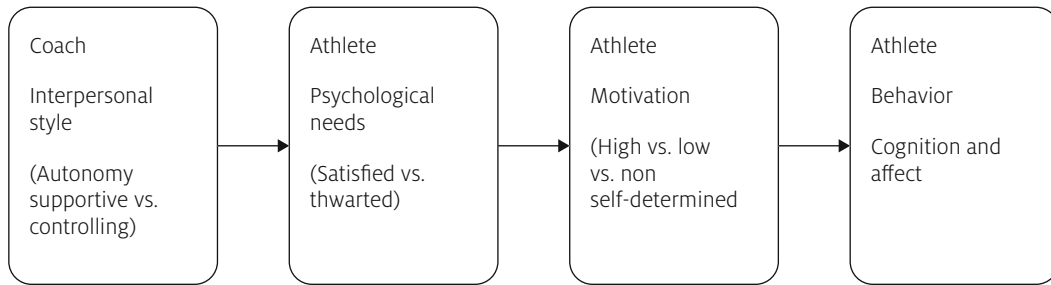 Coach
Interpersonal
style
(Autonomy
supportive vs.
controlling)
Athlete
Psychological
needs
(Satisfied vs.
thwarted)
Athlete
Motivation
(High vs. low
vs. non
self-determined
Athlete
Behavior
Cognition and
affect